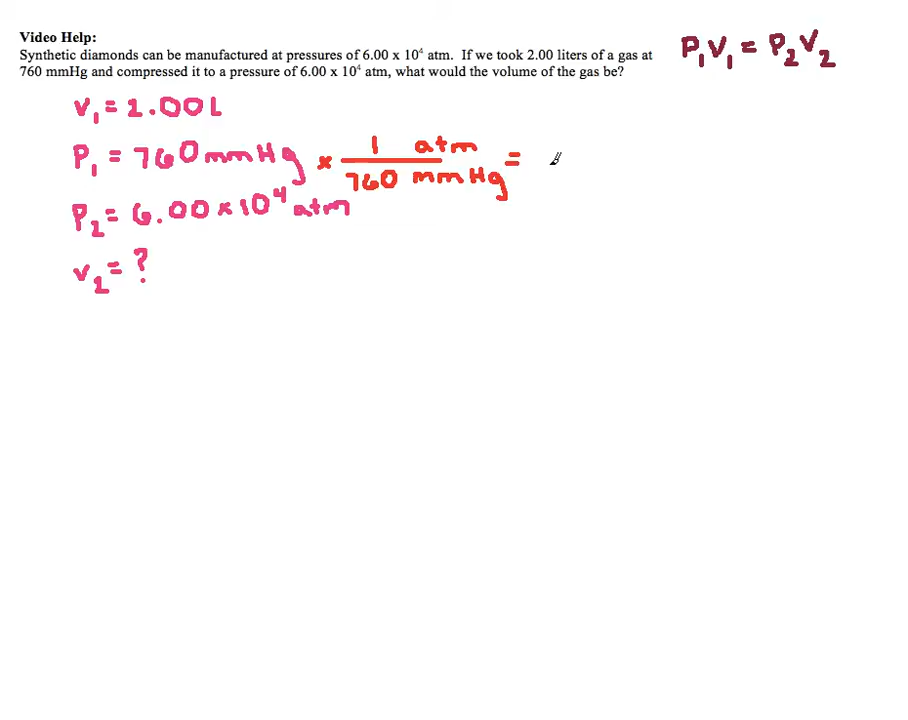 Video Help:
Synthetic diamonds can be manufactured at pressures of 6.00 x 10⁴ atm. If we took 2.00 liters of a gas at
760 mmHg and compressed it to a pressure of 6.00 x 10⁴ atm, what would the volume of the gas be?
P₁V₁ = P₂V₂
V₁ = 2.00L
P₁ = 760 mmHg × 1 atm / 760 mmHg =
P₂ = 6.00 × 10⁴ atm
V₂ = ?